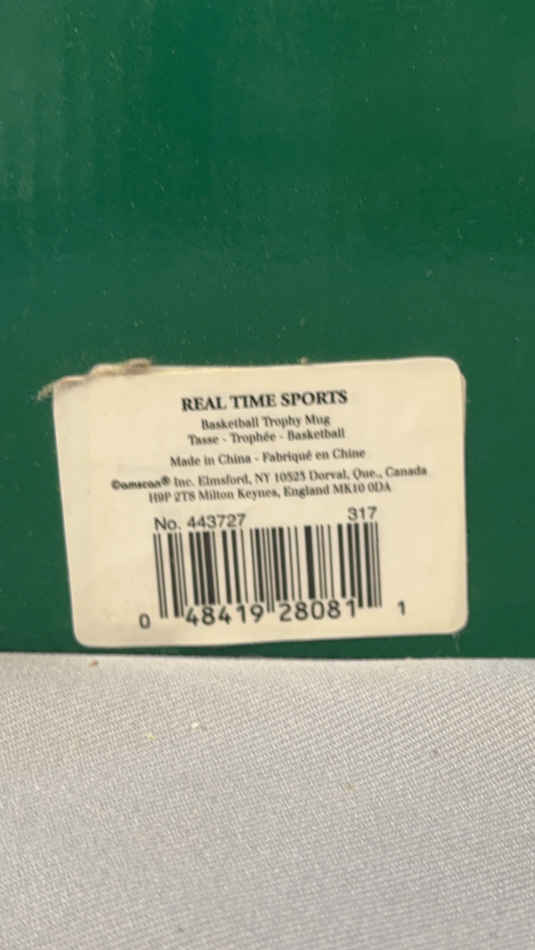 REAL TIME SPORTS
Basketball Trophy Mug
Tasse - Trophée - Basketball
Made in China - Fabriqué en Chine
©amscan® Inc. Elmsford, NY 10523 Dorval, Que., Canada
H9P 2T8 Milton Keynes, England MK10 0DA
No. 443727 317
0 48419 28081 1